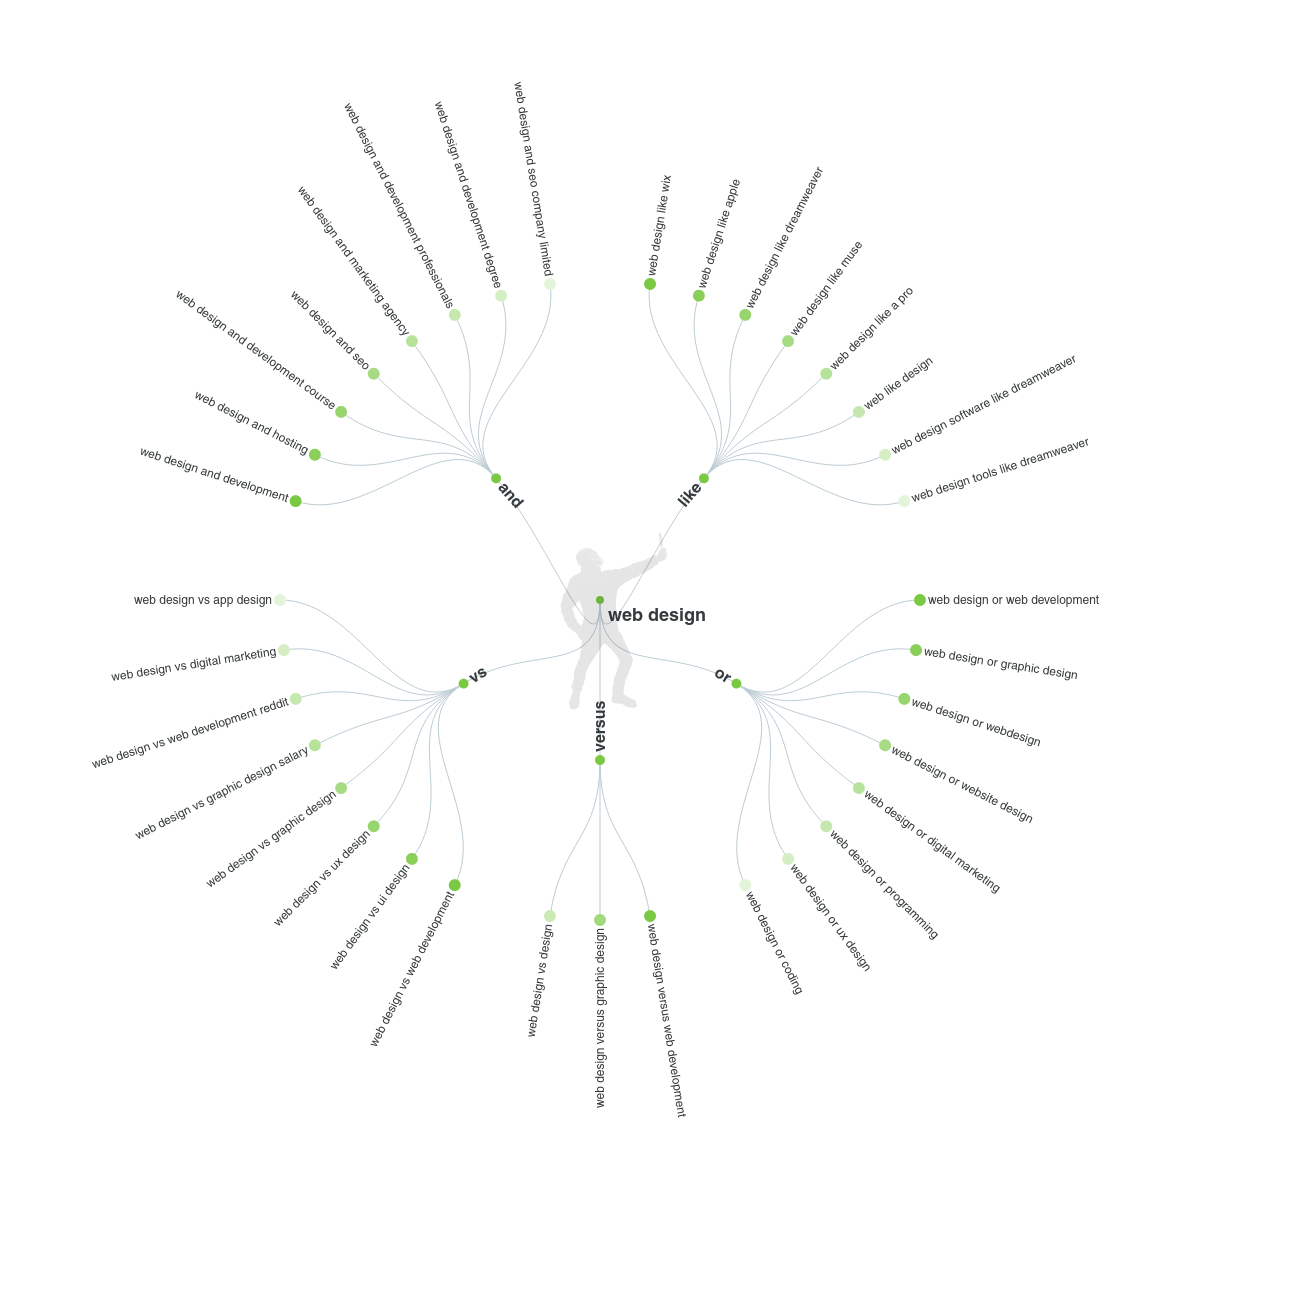 web design
and
web design and development
web design and hosting
web design and development course
web design and seo
web design and marketing agency
web design and development professionals
web design and development degree
web design and seo company limited
like
web design like wix
web design like apple
web design like dreamweaver
web design like muse
web design like a pro
web like design
web design software like dreamweaver
web design tools like dreamweaver
or
web design or web development
web design or graphic design
web design or webdesign
web design or website design
web design or digital marketing
web design or programming
web design or ux design
web design or coding
versus
web design versus web development
web design versus graphic design
web design vs design
vs
web design vs web development
web design vs ui design
web design vs ux design
web design vs graphic design
web design vs graphic design salary
web design vs web development reddit
web design vs digital marketing
web design vs app design